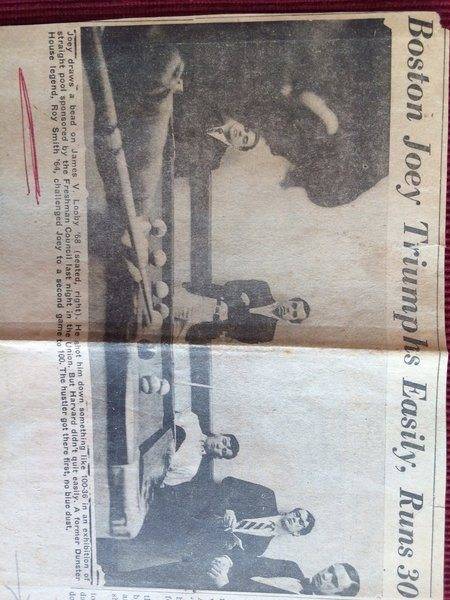 Boston Joey Triumphs Easily, Runs 30
Joey draws a bead on James V. Looby '68 (seated, right). He shot him down something like 100-36 in an exhibition of
straight pool sponsored by the Freshman Council last night in the Union. But Harvard didn't quit easily. A former Dunster
House legend, Roy Smith '64, challenged Joey to a second game to 100. The hustler got there first, no blue dust.